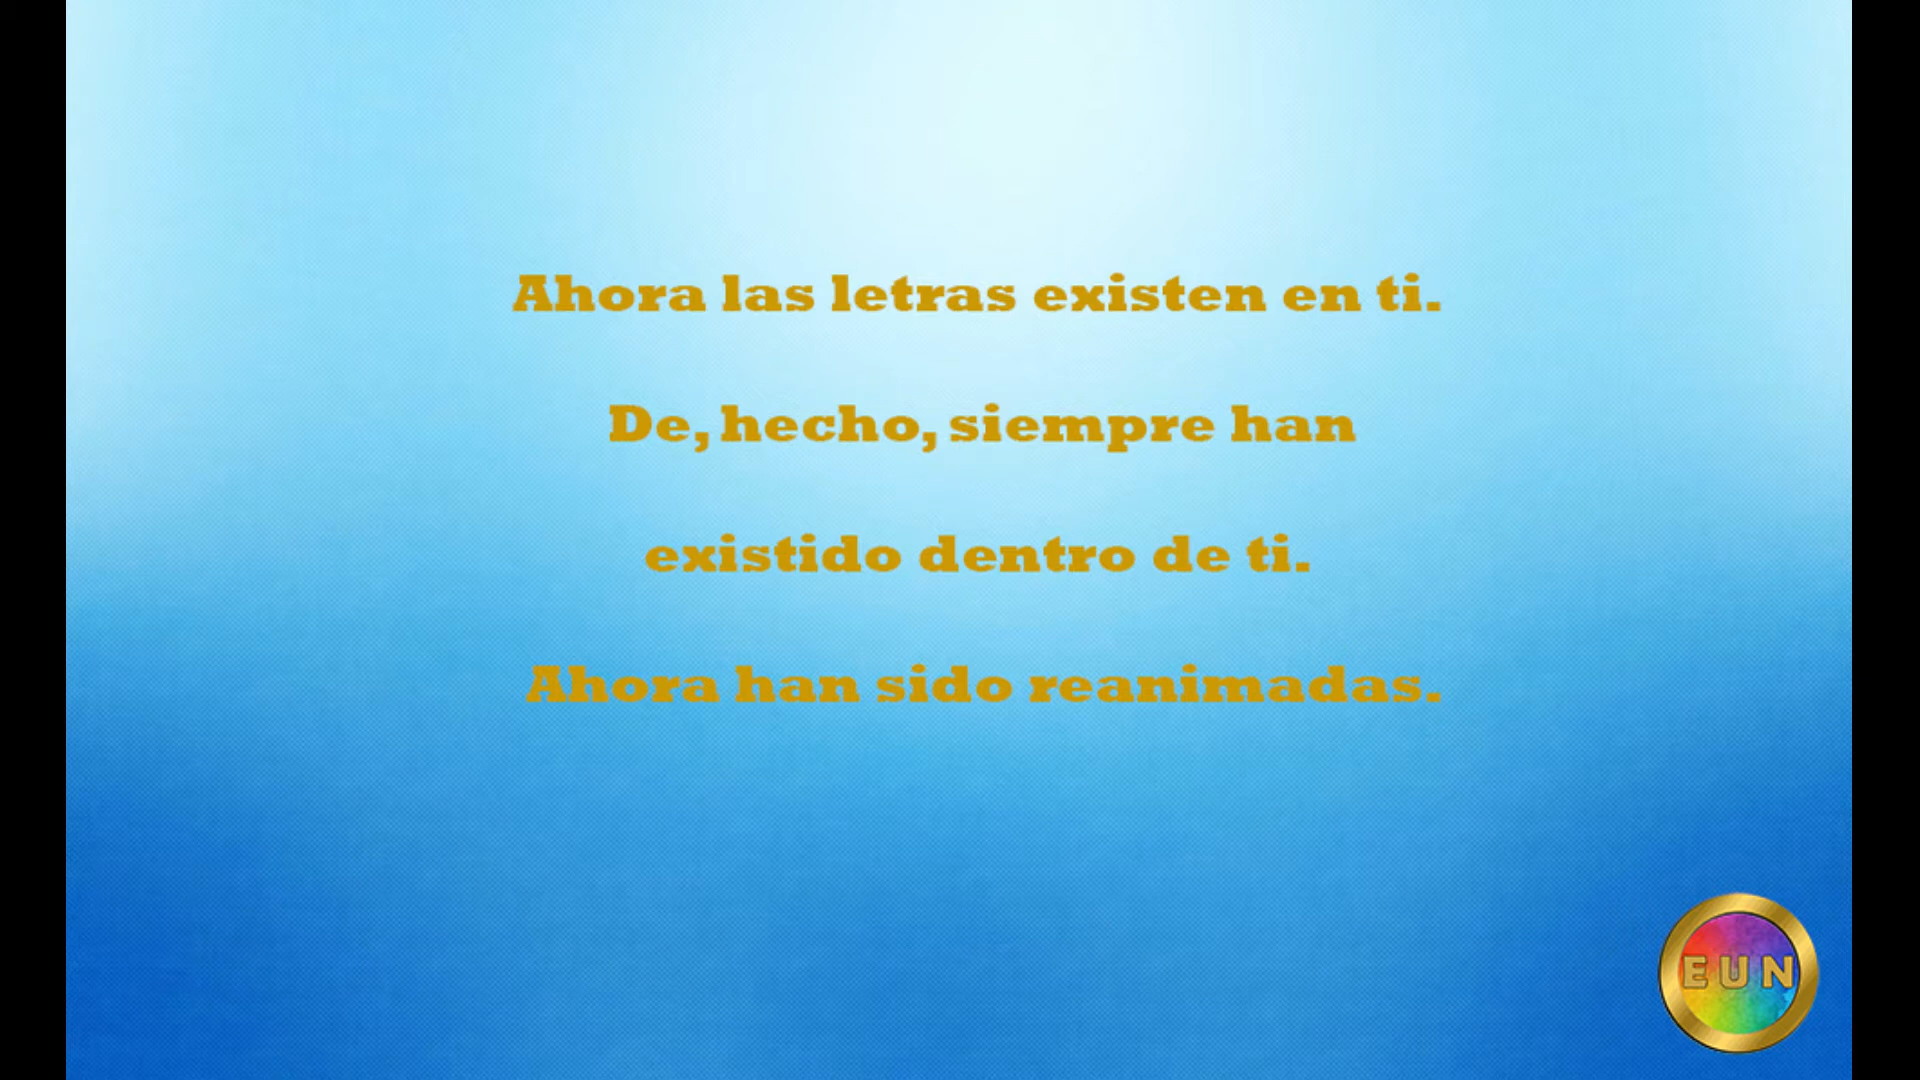 Ahora las letras existen en ti.
De, hecho, siempre han
existido dentro de ti.
Ahora han sido reanimadas.
EUN